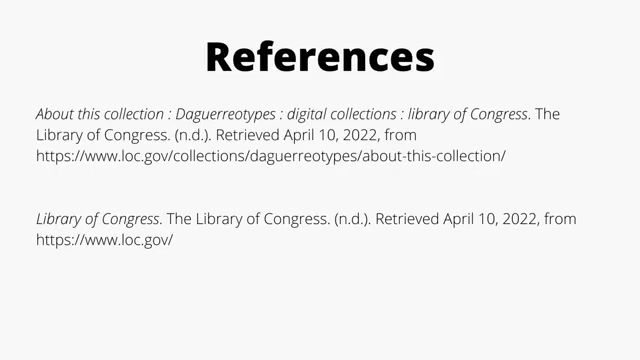 References
About this collection : Daguerreotypes : digital collections : library of Congress. The
Library of Congress. (n.d.). Retrieved April 10, 2022, from
https://www.loc.gov/collections/daguerreotypes/about-this-collection/
Library of Congress. The Library of Congress. (n.d.). Retrieved April 10, 2022, from
https://www.loc.gov/